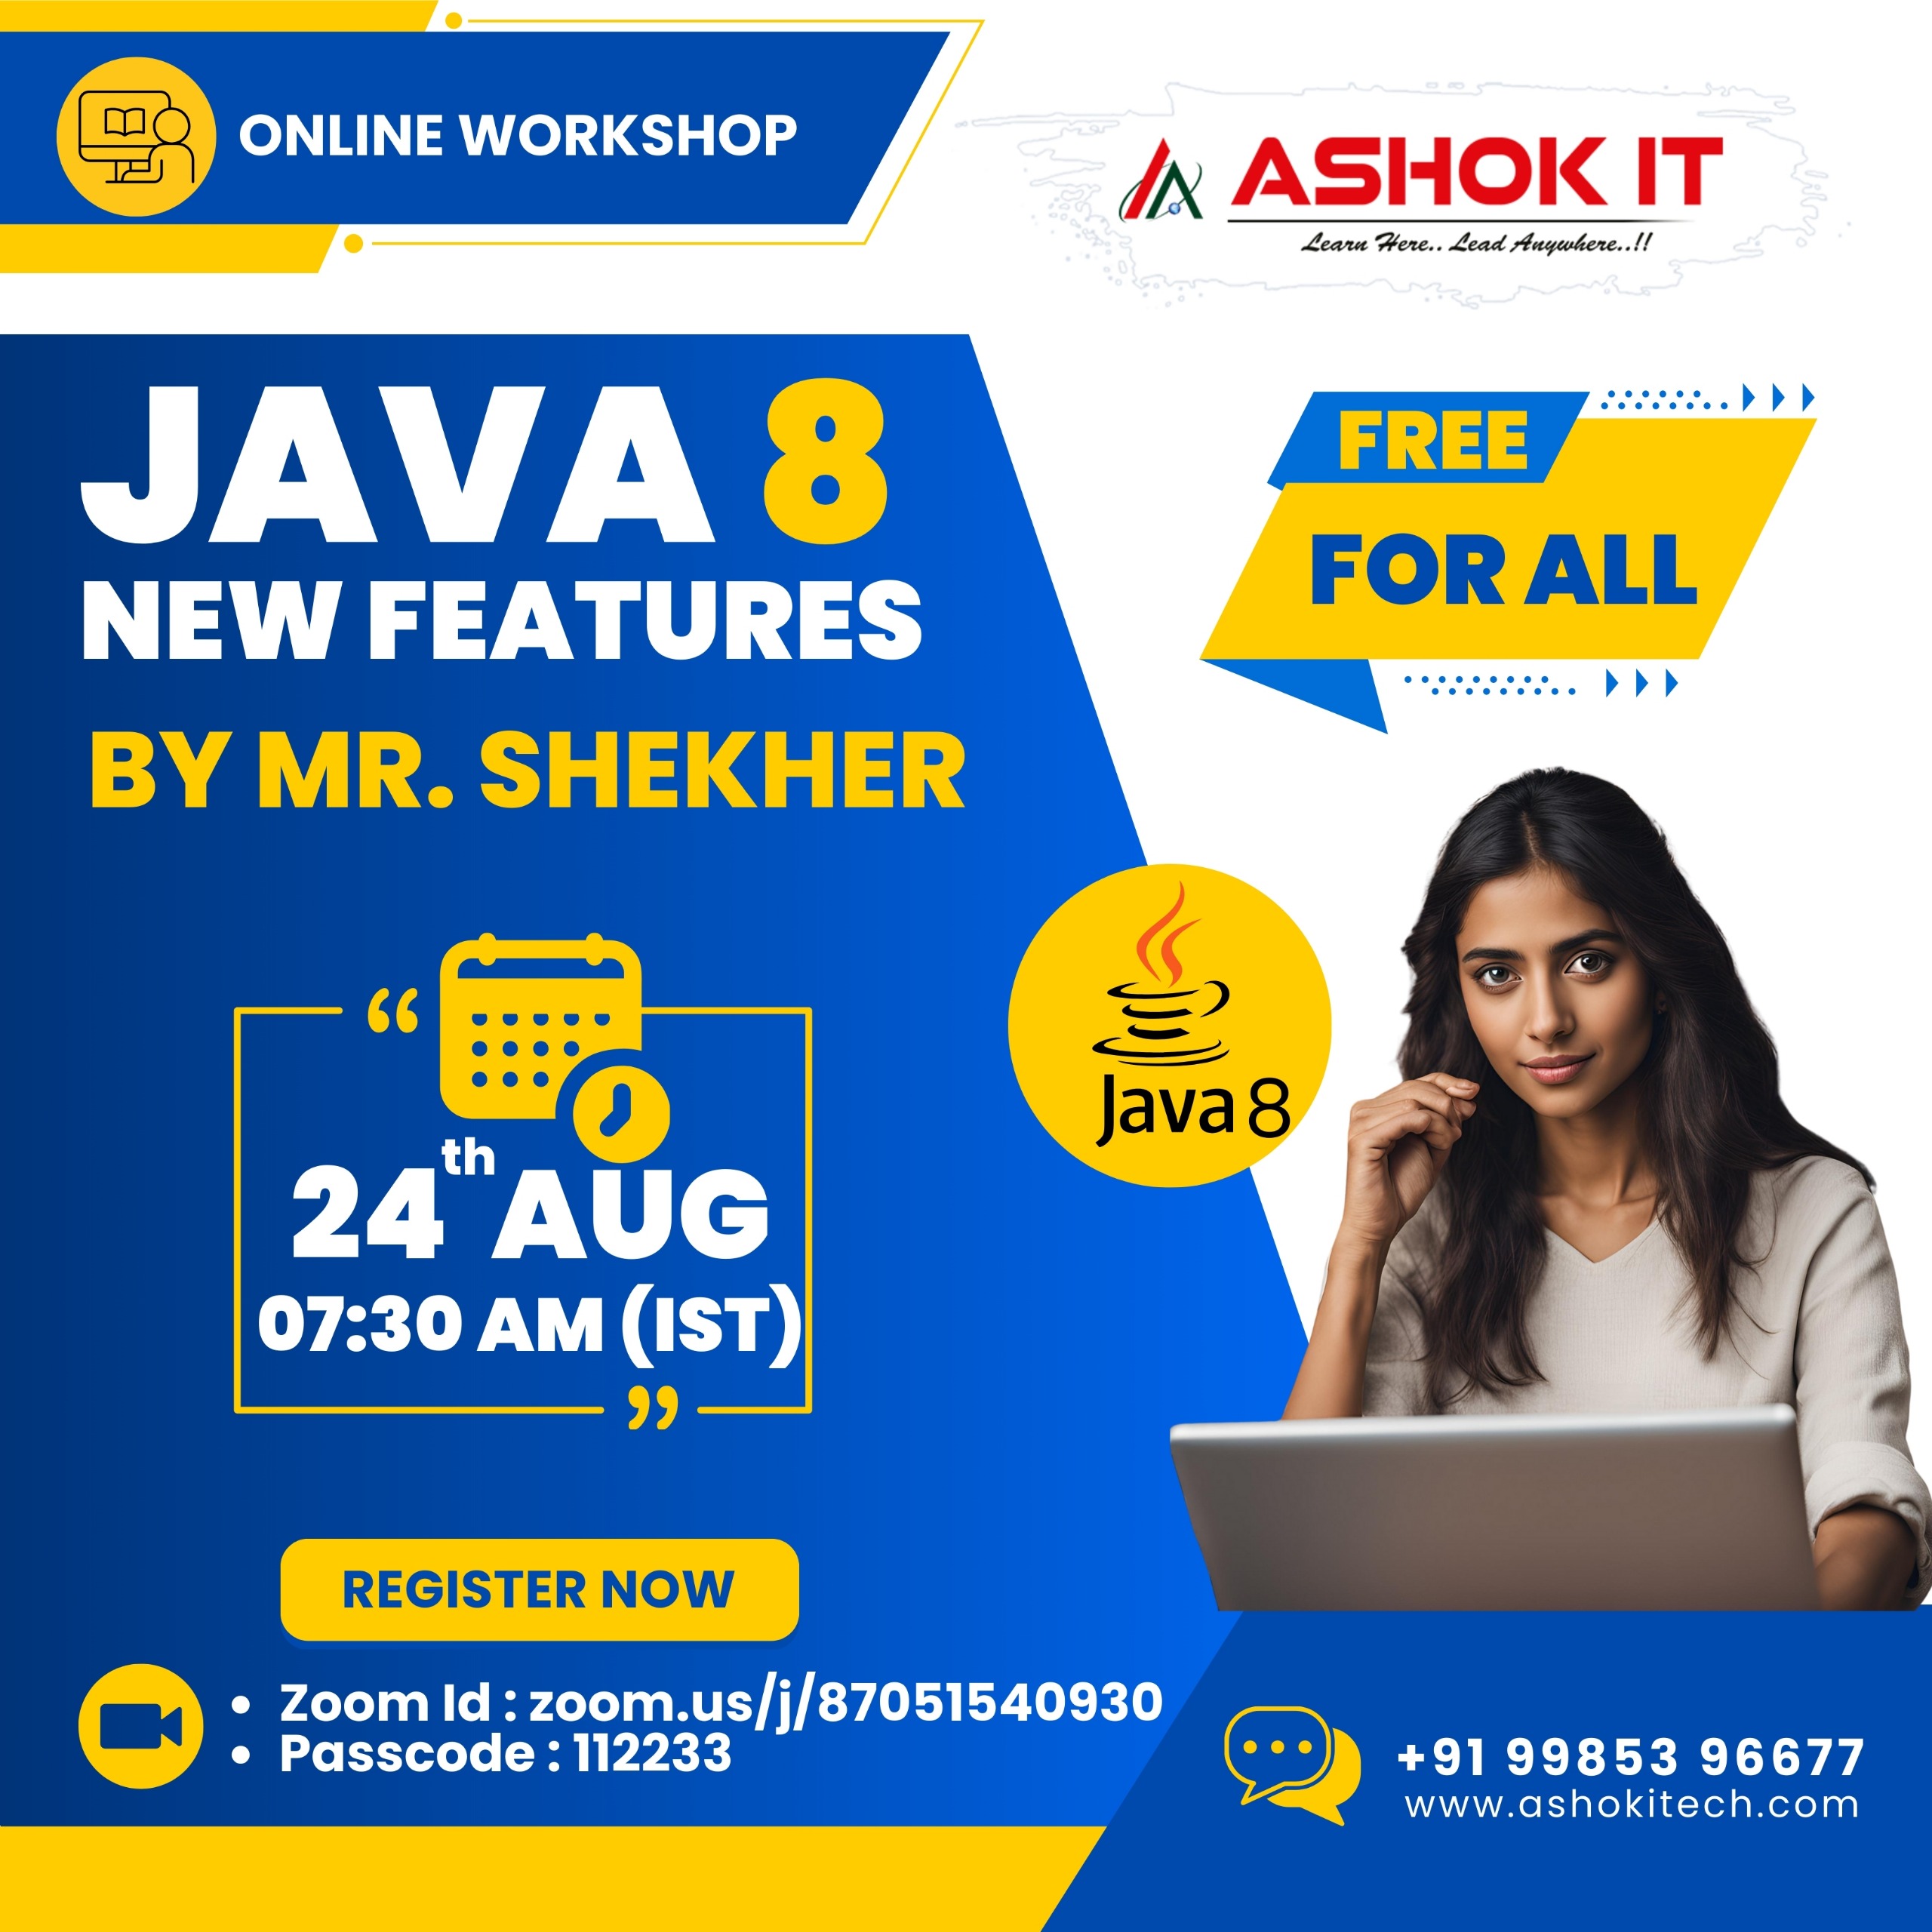 ONLINE WORKSHOP
ASHOK IT
Learn Here.. Lead Anywhere..!!
JAVA 8
NEW FEATURES
BY MR. SHEKHER
FREE
FOR ALL
Java 8
24th AUG
07:30 AM (IST)
REGISTER NOW
• Zoom Id : zoom.us/j/87051540930
• Passcode : 112233
+91 99853 96677
www.ashokitech.com